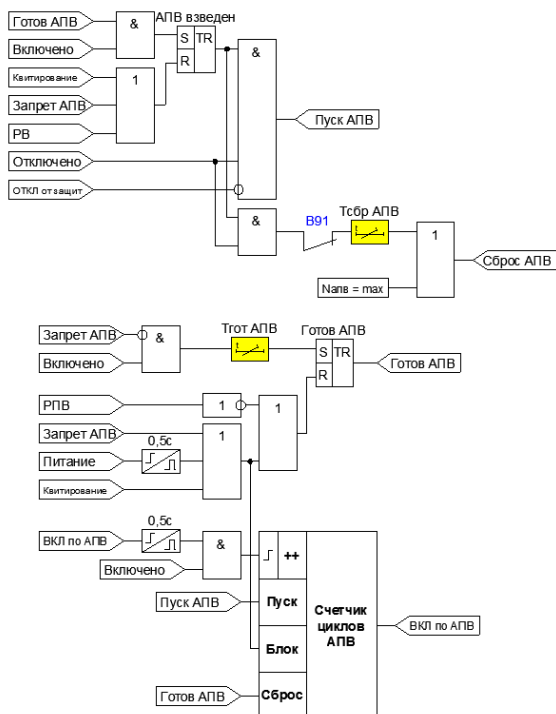 Готов АПВ
&
АПВ взведен
S TR
R
Включено
Квитирование
1
Запрет АПВ
РВ
&
Пуск АПВ
Отключено
ОТКЛ от защит
&
В91
Тсбр АПВ
1
Сброс АПВ
Nапв = max
Запрет АПВ
&
Тгот АПВ
Готов АПВ
S TR
R
Готов АПВ
Включено
РПВ
1
1
Запрет АПВ
1
0,5с
Питание
Квитирование
0,5с
ВКЛ по АПВ
&
Включено
++
Пуск АПВ
Пуск
Счетчик
циклов
АПВ
ВКЛ по АПВ
Блок
Готов АПВ
Сброс